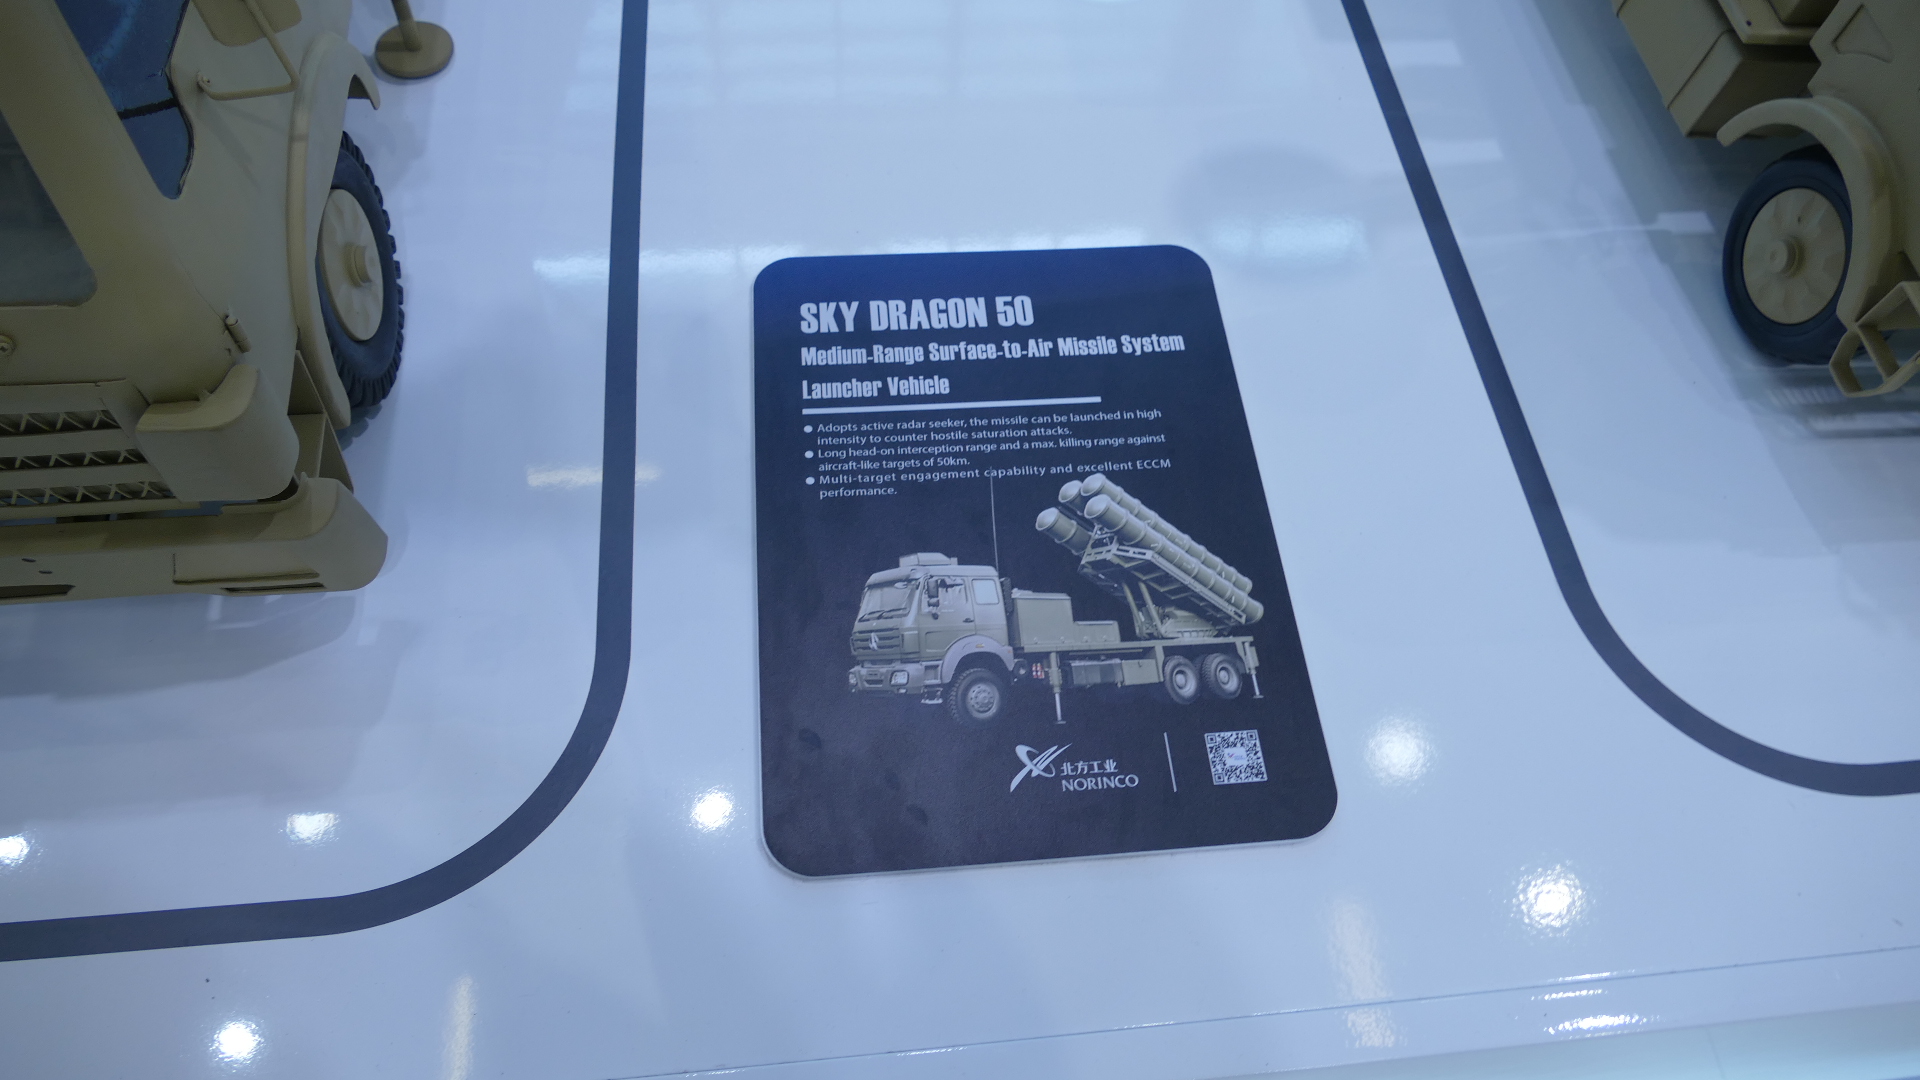 SKY DRAGON 50
Medium-Range Surface-to-Air Missile System
Launcher Vehicle
● Adopts active radar seeker, the missile can be launched in high
intensity to counter hostile saturation attacks.
● Long head-on interception range and a max. killing range against
aircraft-like targets of 50km.
● Multi-target engagement capability and excellent ECCM
performance.
北方工业
NORINCO